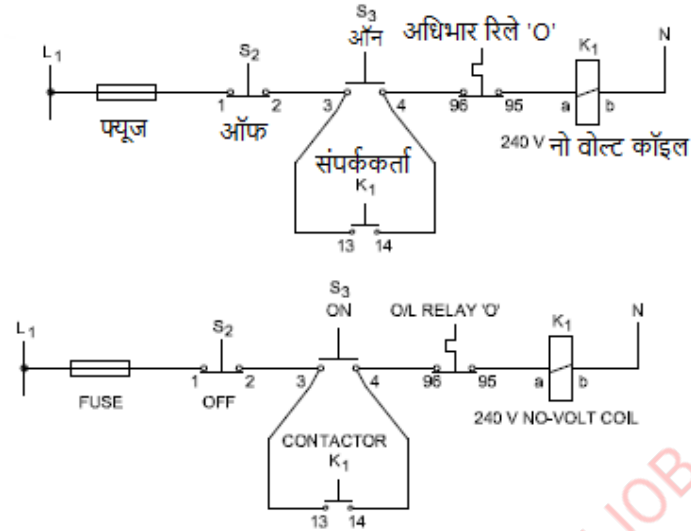 S3
ऑन
अधिभार रिले 'O'
L1
S2
K1
N
1 2 3 4 96 95 a b
फ्यूज
ऑफ
240 V नो वोल्ट कॉइल
संपर्ककर्ता
K1
13 14
S3
ON
O/L RELAY 'O'
L1
S2
K1
N
1 2 3 4 96 95 a b
FUSE
OFF
240 V NO-VOLT COIL
CONTACTOR
K1
13 14
JOB